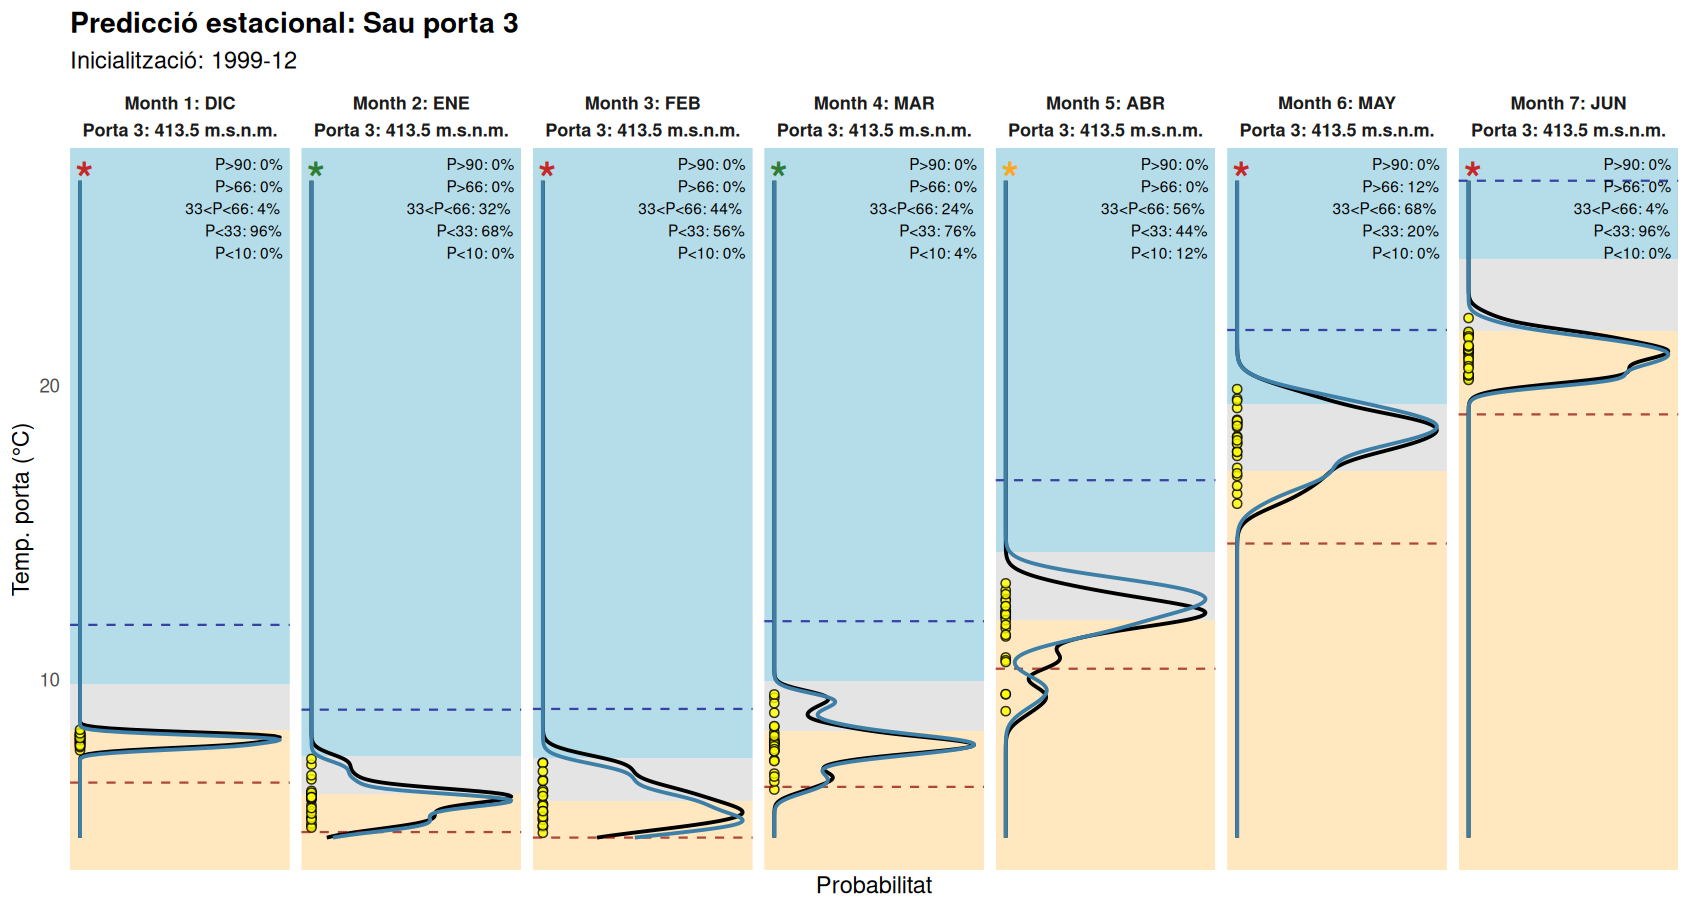 Predicció estacional: Sau porta 3
Inicialització: 1999-12
Month 1: DIC
Porta 3: 413.5 m.s.n.m.
*
P>90: 0%
P>66: 0%
33<P<66: 4%
P<33: 96%
P<10: 0%
Month 2: ENE
Porta 3: 413.5 m.s.n.m.
*
P>90: 0%
P>66: 0%
33<P<66: 32%
P<33: 68%
P<10: 0%
Month 3: FEB
Porta 3: 413.5 m.s.n.m.
*
P>90: 0%
P>66: 0%
33<P<66: 44%
P<33: 56%
P<10: 0%
Month 4: MAR
Porta 3: 413.5 m.s.n.m.
*
P>90: 0%
P>66: 0%
33<P<66: 24%
P<33: 76%
P<10: 4%
Month 5: ABR
Porta 3: 413.5 m.s.n.m.
*
P>90: 0%
P>66: 0%
33<P<66: 56%
P<33: 44%
P<10: 12%
Month 6: MAY
Porta 3: 413.5 m.s.n.m.
*
P>90: 0%
P>66: 12%
33<P<66: 68%
P<33: 20%
P<10: 0%
Month 7: JUN
Porta 3: 413.5 m.s.n.m.
*
P>90: 0%
P>66: 0%
33<P<66: 4%
P<33: 96%
P<10: 0%
Temp. porta (°C)
20
10
Probabilitat